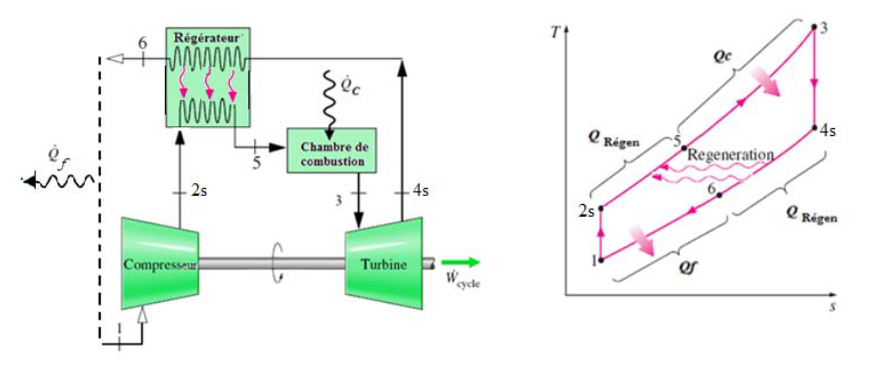 6
Régérateur
Q̇c
Q̇f
5
Chambre de
combustion
2s
3
4s
Compresseur
Turbine
Ẇcycle
1
T
3
Qc
4s
5
Q Régen
Regeneration
6
2s
Q Régen
1
Qf
s